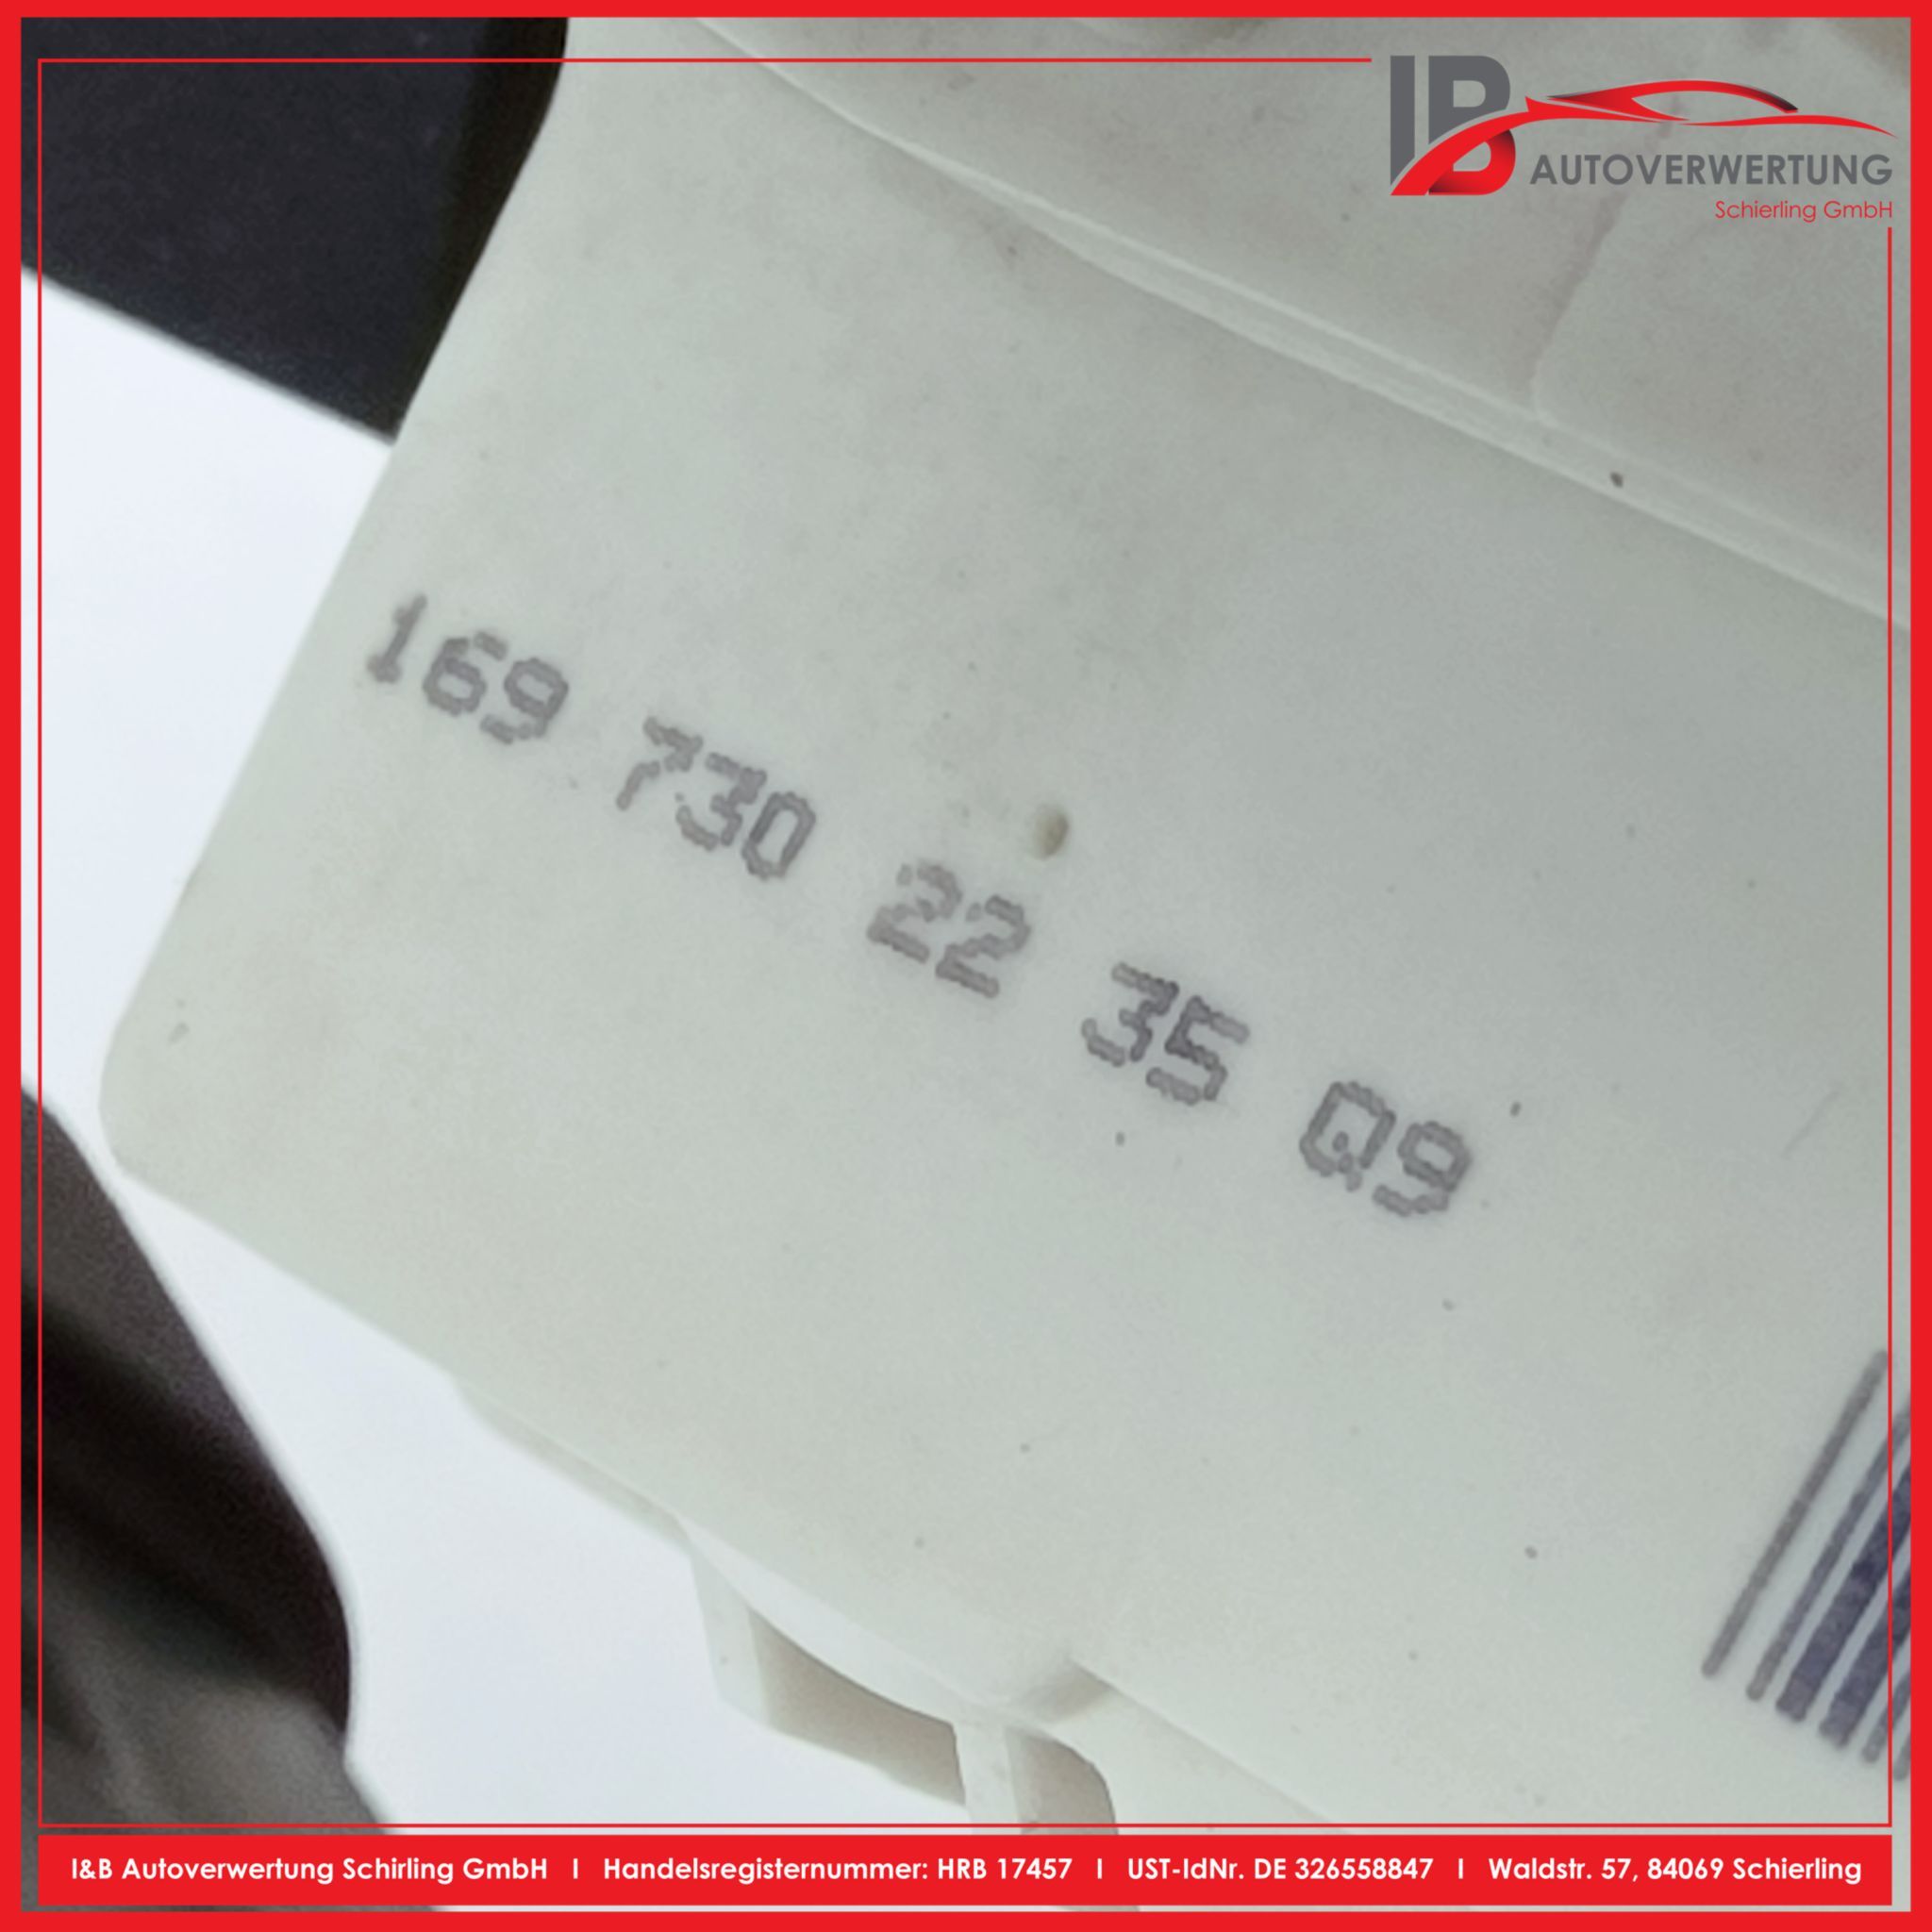 IB AUTOVERWERTUNG
Schierling GmbH
169 730 22 35 Q9
I&B Autoverwertung Schirling GmbH I Handelsregisternummer: HRB 17457 I UST-IdNr. DE 326558847 I Waldstr. 57, 84069 Schierling